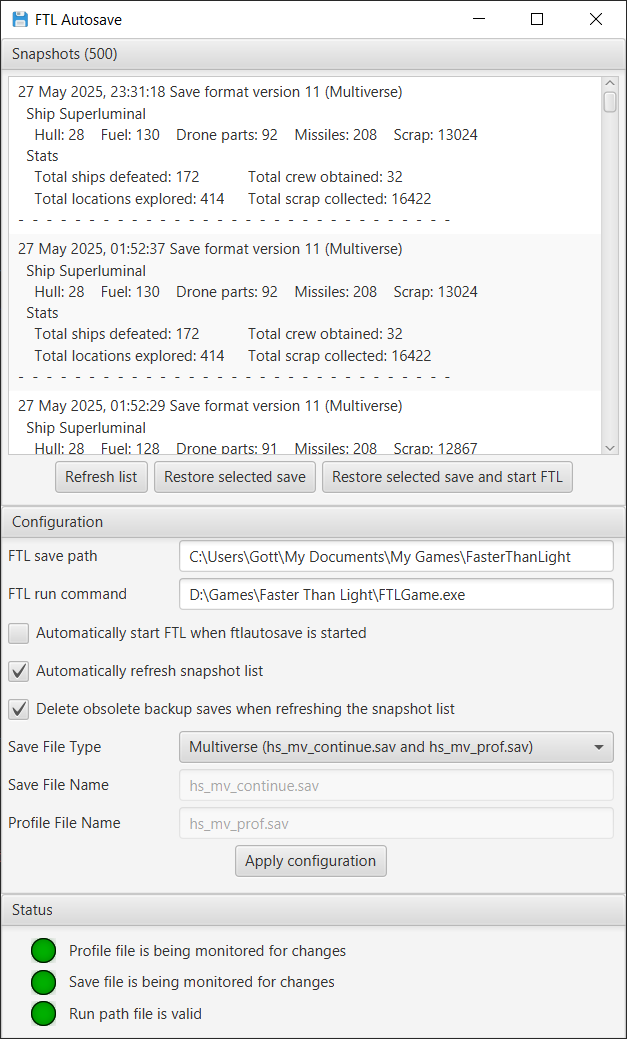 FTL Autosave
Snapshots (500)
27 May 2025, 23:31:18 Save format version 11 (Multiverse)
Ship Superluminal
Hull: 28 Fuel: 130 Drone parts: 92 Missiles: 208 Scrap: 13024
Stats
Total ships defeated: 172 Total crew obtained: 32
Total locations explored: 414 Total scrap collected: 16422
- - - - - - - - - - - - - - - - - - - - - - - - - - - - - - - -
27 May 2025, 01:52:37 Save format version 11 (Multiverse)
Ship Superluminal
Hull: 28 Fuel: 130 Drone parts: 92 Missiles: 208 Scrap: 13024
Stats
Total ships defeated: 172 Total crew obtained: 32
Total locations explored: 414 Total scrap collected: 16422
- - - - - - - - - - - - - - - - - - - - - - - - - - - - - - - -
27 May 2025, 01:52:29 Save format version 11 (Multiverse)
Ship Superluminal
Hull: 28 Fuel: 128 Drone parts: 91 Missiles: 208 Scrap: 12867
Refresh list Restore selected save Restore selected save and start FTL
Configuration
FTL save path C:\Users\Gott\My Documents\My Games\FasterThanLight
FTL run command D:\Games\Faster Than Light\FTLGame.exe
Automatically start FTL when ftlautosave is started
Automatically refresh snapshot list
Delete obsolete backup saves when refreshing the snapshot list
Save File Type Multiverse (hs_mv_continue.sav and hs_mv_prof.sav)
Save File Name hs_mv_continue.sav
Profile File Name hs_mv_prof.sav
Apply configuration
Status
Profile file is being monitored for changes
Save file is being monitored for changes
Run path file is valid